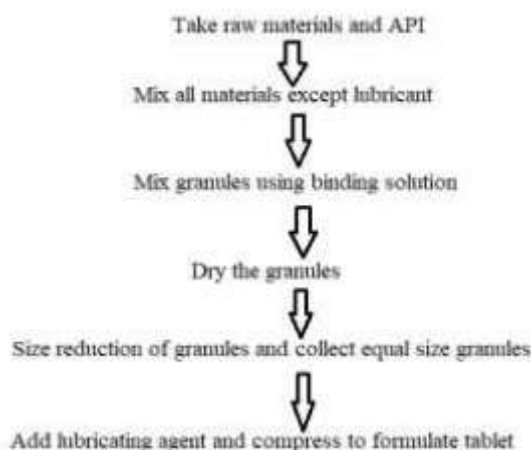 Take raw materials and API
Mix all materials except lubricant
Mix granules using binding solution
Dry the granules
Size reduction of granules and collect equal size granules
Add lubricating agent and compress to formulate tablet